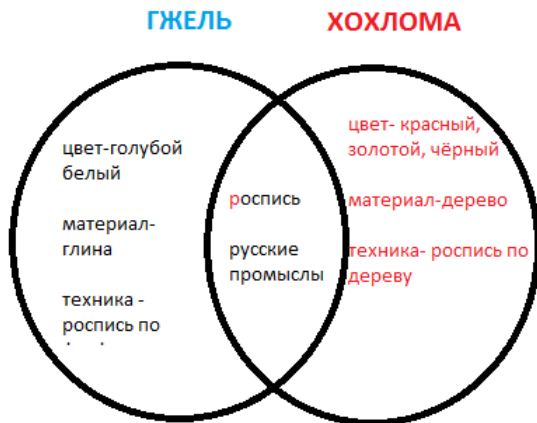 ГЖЕЛЬ
ХОХЛОМА
цвет-голубой
белый
материал-
глина
техника -
роспись по
роспись
русские
промыслы
цвет- красный,
золотой, чёрный
материал-дерево
техника- роспись по
дереву